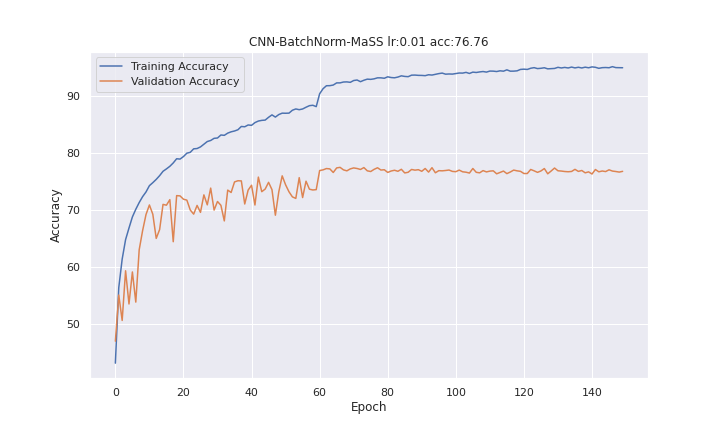 CNN-BatchNorm-MaSS lr:0.01 acc:76.76
Training Accuracy
Validation Accuracy
90
80
70
60
50
Accuracy
0 20 40 60 80 100 120 140
Epoch